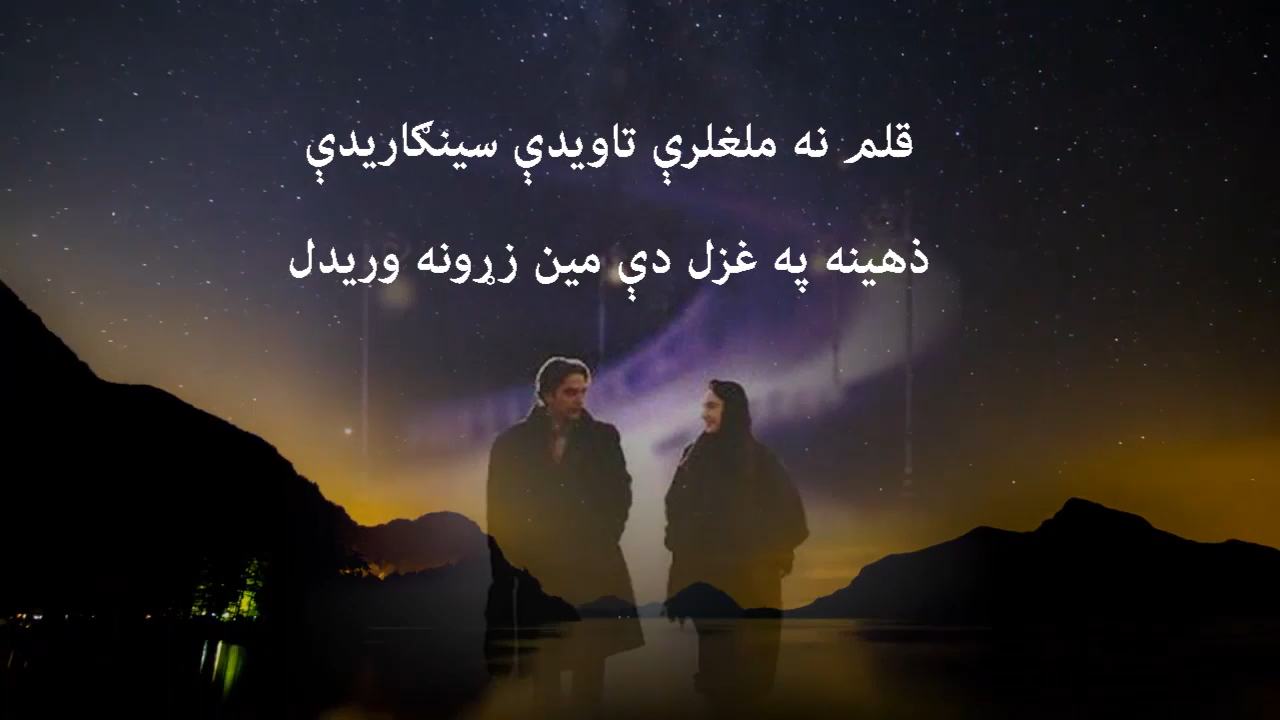 قلم نه ملغلرې تاویدې سینګاریدې
ذهینه په غزل دې مین زړونه وریدل